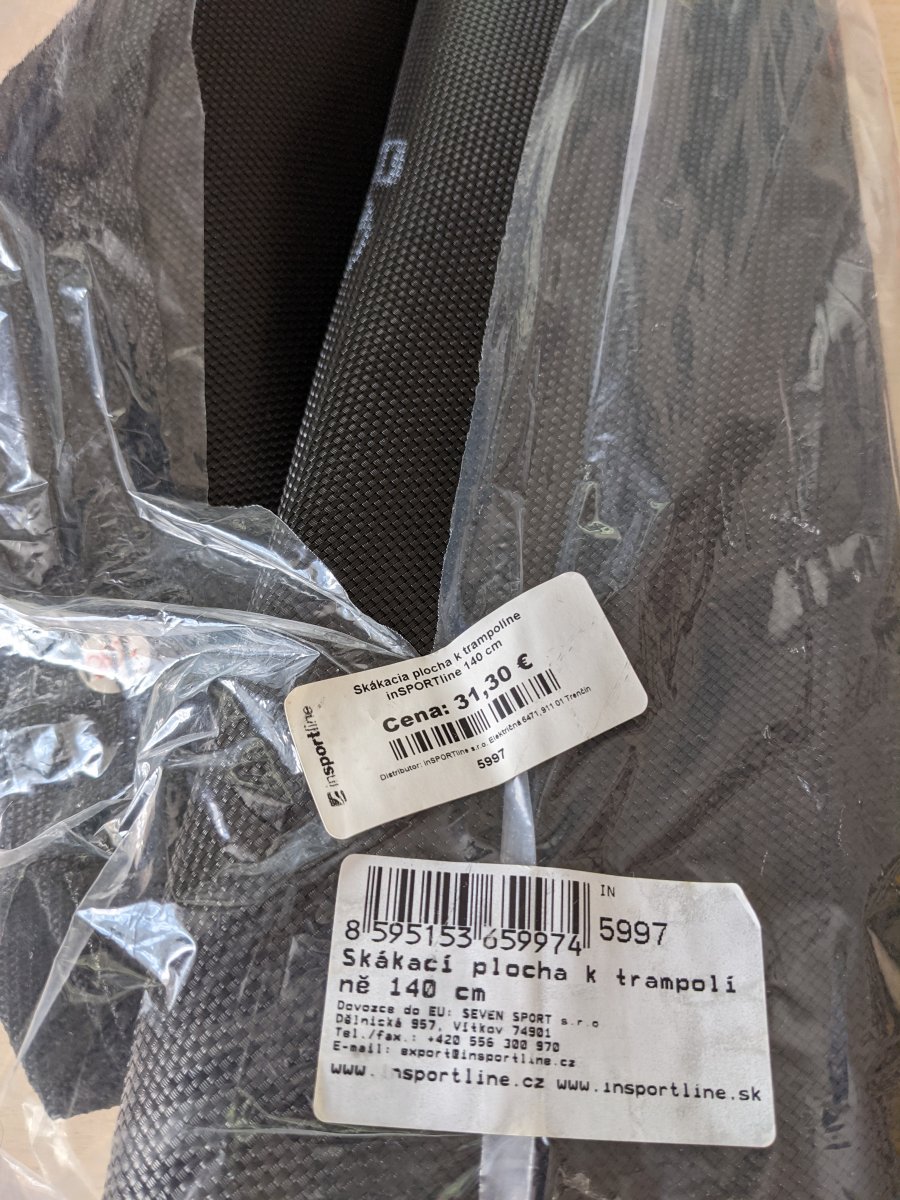 Skákacia plocha k trampolíne
inSPORTline 140 cm
Cena: 31,30 €
Distributor: inSPORTline s.r.o. Električná 6471, 911 01 Trenčín
5997
insportline
IN
8 595153 659974
5997
Skákací plocha k trampolí
ně 140 cm
Dovozce do EU: SEVEN SPORT s.r.o
Dělnická 957, Vítkov 74901
Tel./fax.: +420 556 300 970
E-mail: export@insportline.cz
www.insportline.cz www.insportline.sk